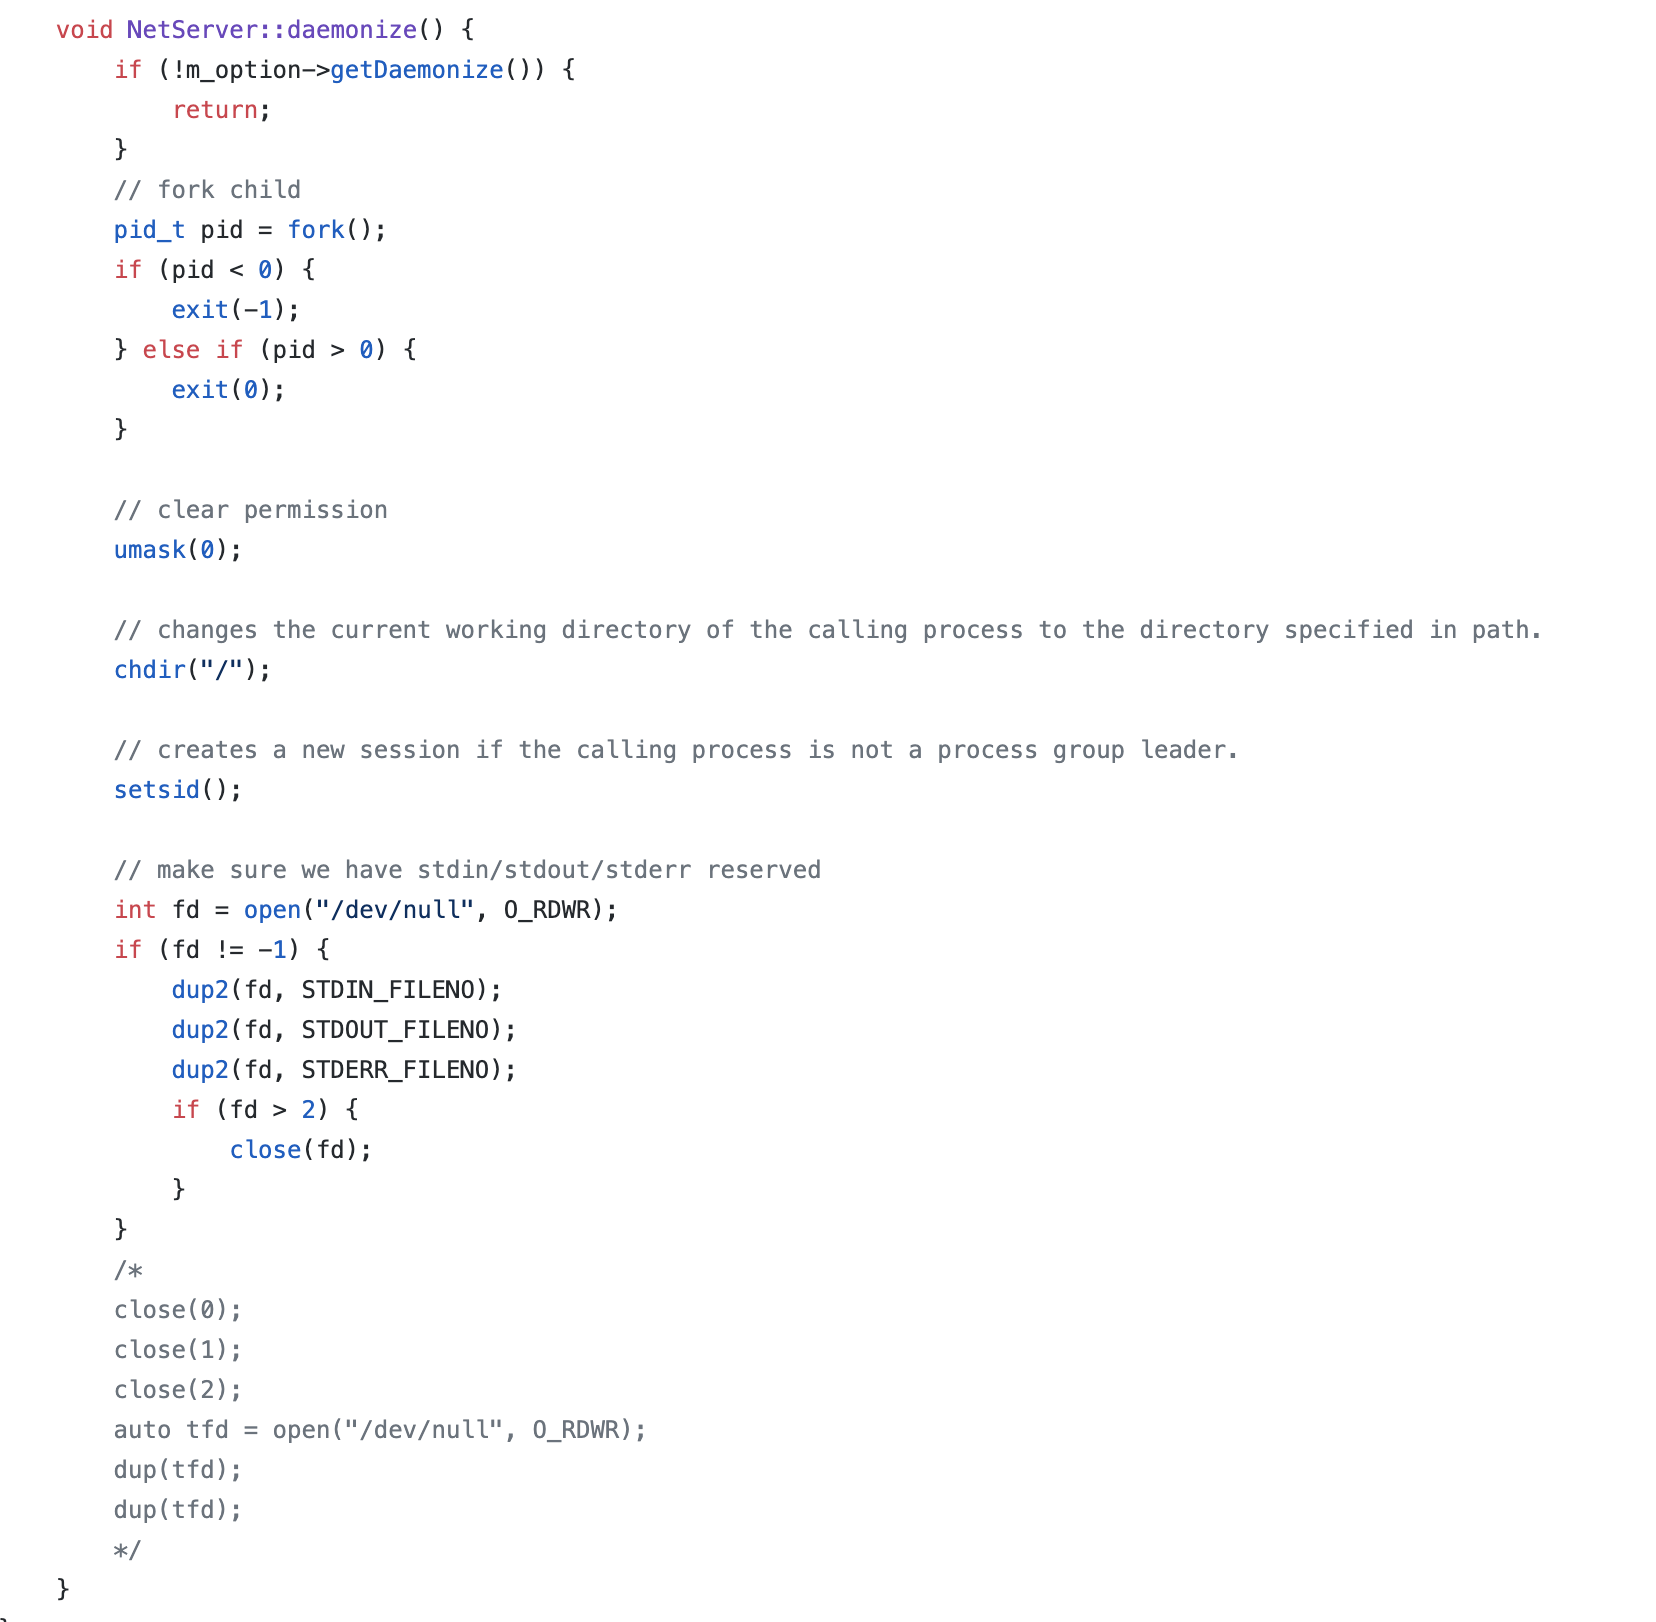 void NetServer::daemonize() {
    if (!m_option->getDaemonize()) {
        return;
    }
    // fork child
    pid_t pid = fork();
    if (pid < 0) {
        exit(-1);
    } else if (pid > 0) {
        exit(0);
    }

    // clear permission
    umask(0);

    // changes the current working directory of the calling process to the directory specified in path.
    chdir("/");

    // creates a new session if the calling process is not a process group leader.
    setsid();

    // make sure we have stdin/stdout/stderr reserved
    int fd = open("/dev/null", O_RDWR);
    if (fd != -1) {
        dup2(fd, STDIN_FILENO);
        dup2(fd, STDOUT_FILENO);
        dup2(fd, STDERR_FILENO);
        if (fd > 2) {
            close(fd);
        }
    }
    /*
    close(0);
    close(1);
    close(2);
    auto tfd = open("/dev/null", O_RDWR);
    dup(tfd);
    dup(tfd);
    */
}